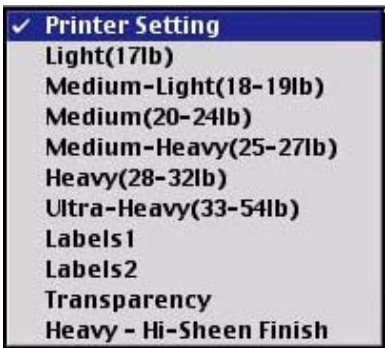 ✓ Printer Setting
Light(17lb)
Medium-Light(18-19lb)
Medium(20-24lb)
Medium-Heavy(25-27lb)
Heavy(28-32lb)
Ultra-Heavy(33-54lb)
Labels1
Labels2
Transparency
Heavy - Hi-Sheen Finish